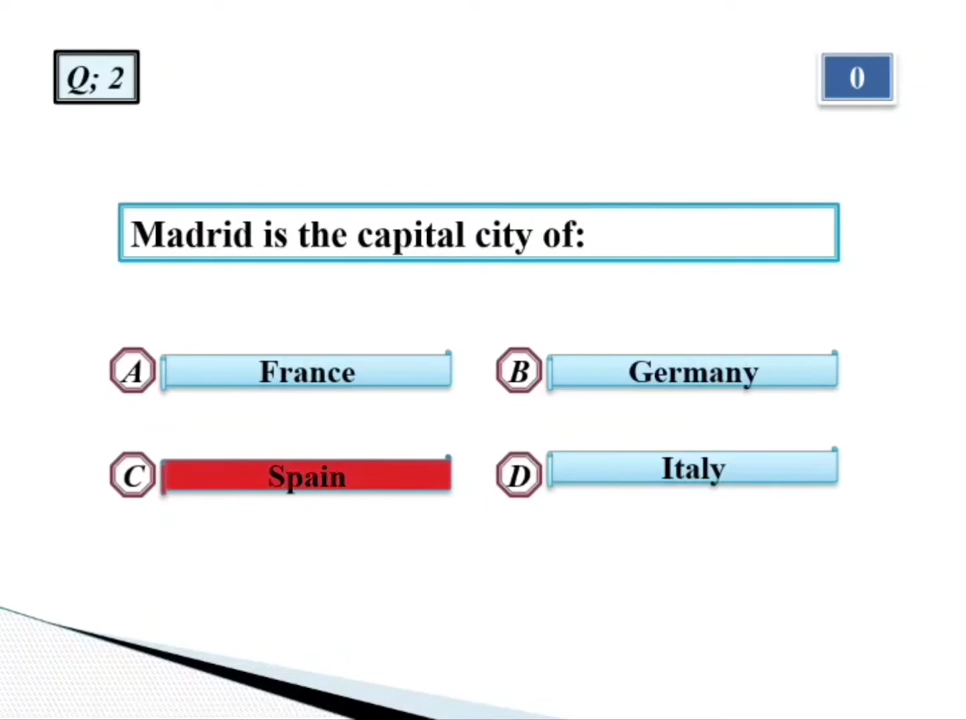 Q; 2
0
Madrid is the capital city of:
A France
B Germany
C Spain
D Italy